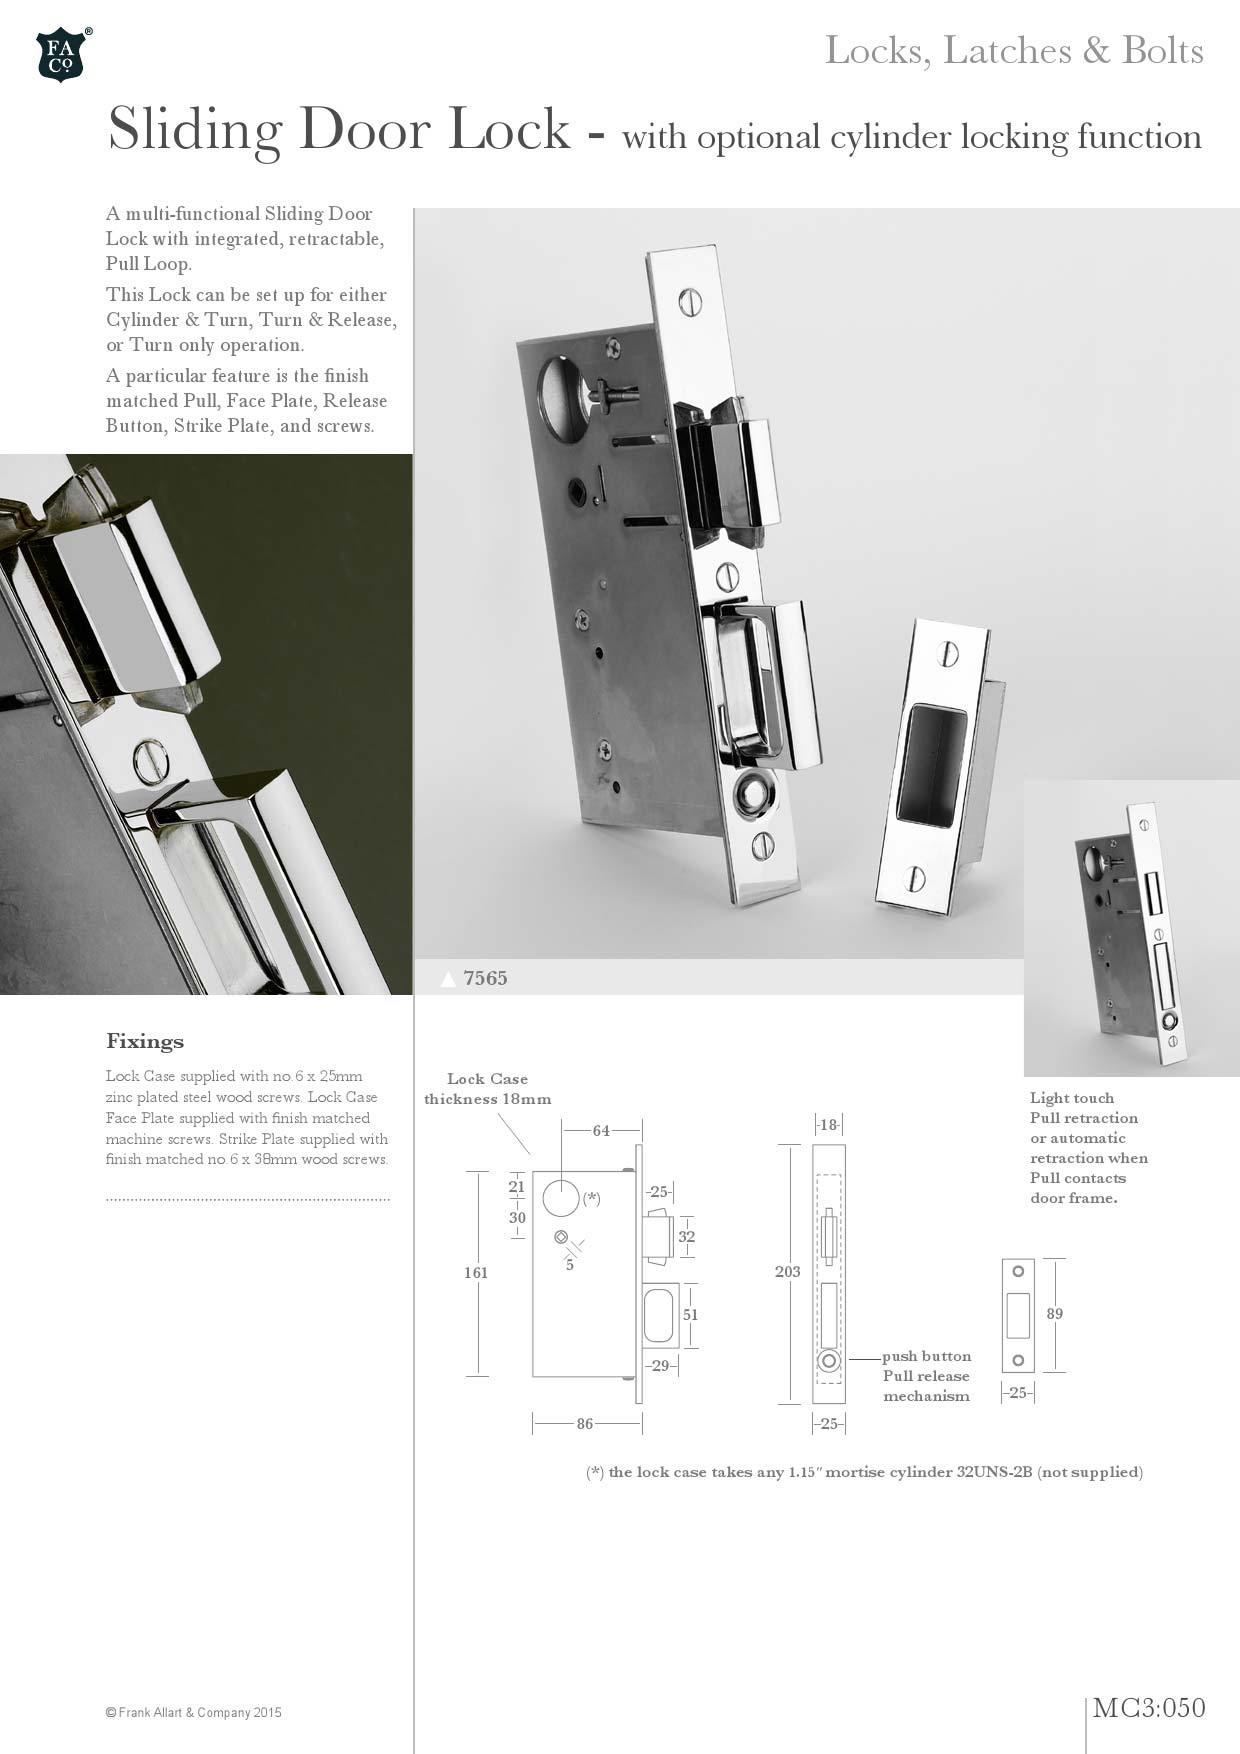 FA
Co.
®
Locks, Latches & Bolts
Sliding Door Lock - with optional cylinder locking function
A multi-functional Sliding Door
Lock with integrated, retractable,
Pull Loop.
This Lock can be set up for either
Cylinder & Turn, Turn & Release,
or Turn only operation.
A particular feature is the finish
matched Pull, Face Plate, Release
Button, Strike Plate, and screws.
▲ 7565
Fixings
Lock Case supplied with no.6 x 25mm
zinc plated steel wood screws. Lock Case
Face Plate supplied with finish matched
machine screws. Strike Plate supplied with
finish matched no.6 x 38mm wood screws.
Lock Case
thickness 18mm
64
21
30
(*)
5
161
25
32
51
29
86
18
203
25
push button
Pull release
mechanism
89
25
Light touch
Pull retraction
or automatic
retraction when
Pull contacts
door frame.
(*) the lock case takes any 1.15″ mortise cylinder 32UNS-2B (not supplied)
© Frank Allart & Company 2015
MC3:050